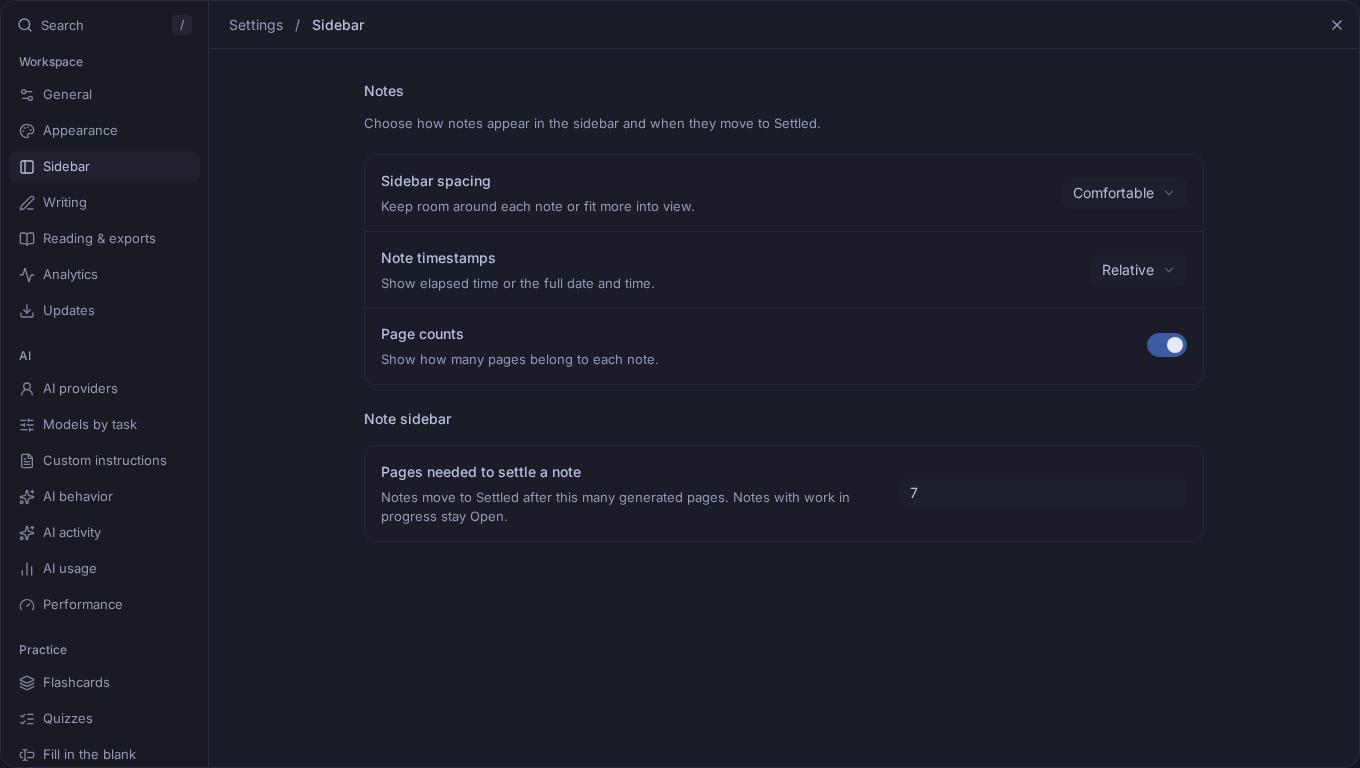 Search /
Workspace
General
Appearance
Sidebar
Writing
Reading & exports
Analytics
Updates
AI
AI providers
Models by task
Custom instructions
AI behavior
AI activity
AI usage
Performance
Practice
Flashcards
Quizzes
Fill in the blank
Settings / Sidebar
Notes
Choose how notes appear in the sidebar and when they move to Settled.
Sidebar spacing
Keep room around each note or fit more into view.
Comfortable
Note timestamps
Show elapsed time or the full date and time.
Relative
Page counts
Show how many pages belong to each note.
Note sidebar
Pages needed to settle a note
Notes move to Settled after this many generated pages. Notes with work in
progress stay Open.
7